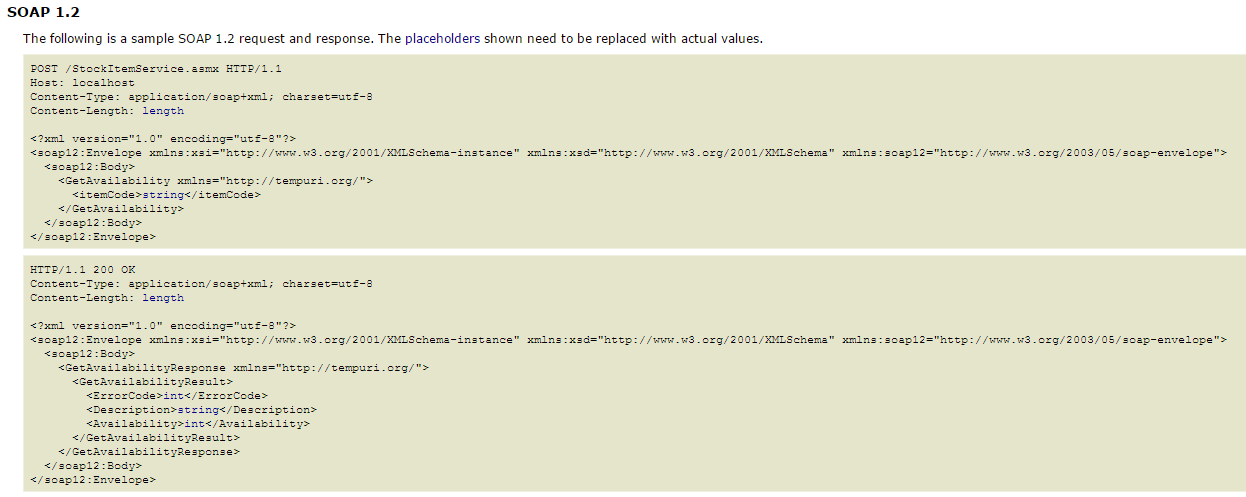 SOAP 1.2
The following is a sample SOAP 1.2 request and response. The placeholders shown need to be replaced with actual values.
POST /StockItemService.asmx HTTP/1.1
Host: localhost
Content-Type: application/soap+xml; charset=utf-8
Content-Length: length
<?xml version="1.0" encoding="utf-8"?>
<soap12:Envelope xmlns:xsi="http://www.w3.org/2001/XMLSchema-instance" xmlns:xsd="http://www.w3.org/2001/XMLSchema" xmlns:soap12="http://www.w3.org/2003/05/soap-envelope">
  <soap12:Body>
    <GetAvailability xmlns="http://tempuri.org/">
      <itemCode>string</itemCode>
    </GetAvailability>
  </soap12:Body>
</soap12:Envelope>
HTTP/1.1 200 OK
Content-Type: application/soap+xml; charset=utf-8
Content-Length: length
<?xml version="1.0" encoding="utf-8"?>
<soap12:Envelope xmlns:xsi="http://www.w3.org/2001/XMLSchema-instance" xmlns:xsd="http://www.w3.org/2001/XMLSchema" xmlns:soap12="http://www.w3.org/2003/05/soap-envelope">
  <soap12:Body>
    <GetAvailabilityResponse xmlns="http://tempuri.org/">
      <GetAvailabilityResult>
        <ErrorCode>int</ErrorCode>
        <Description>string</Description>
        <Availability>int</Availability>
      </GetAvailabilityResult>
    </GetAvailabilityResponse>
  </soap12:Body>
</soap12:Envelope>